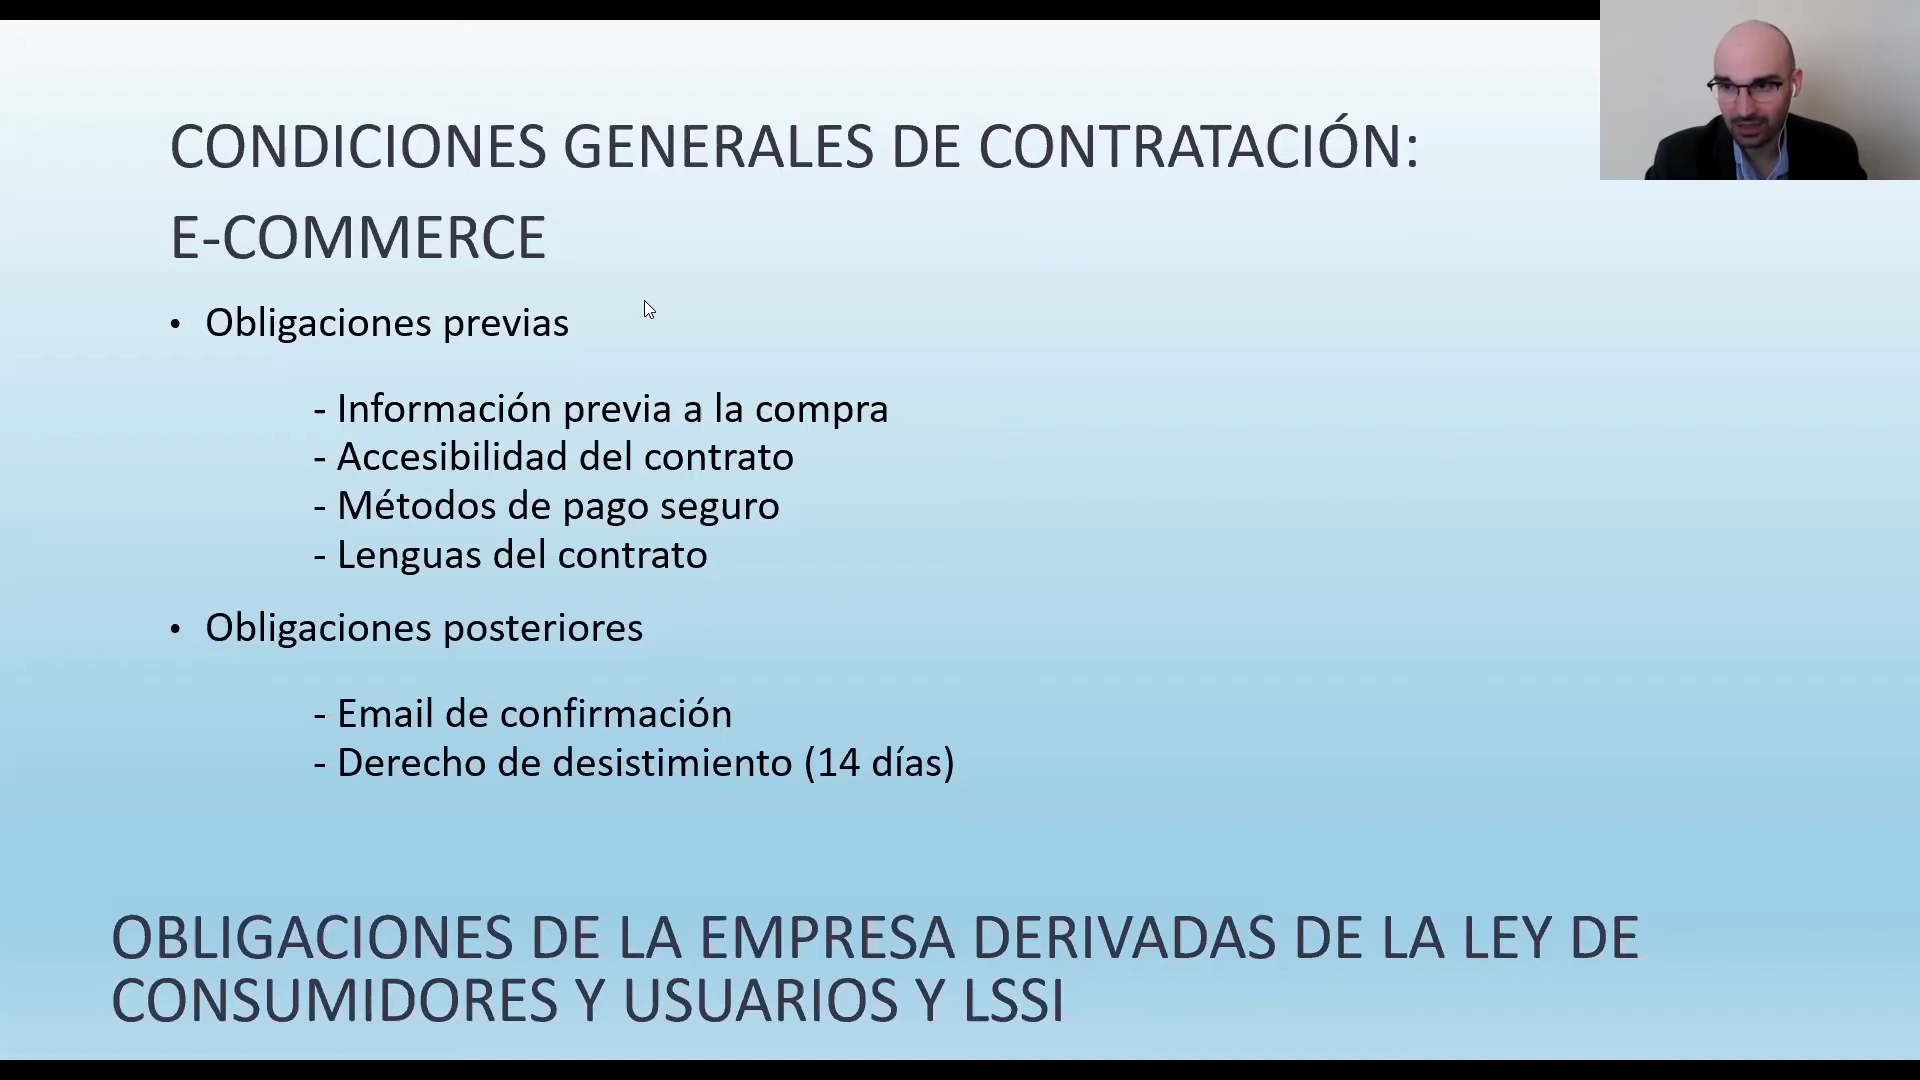 CONDICIONES GENERALES DE CONTRATACIÓN:
E-COMMERCE
• Obligaciones previas
- Información previa a la compra
- Accesibilidad del contrato
- Métodos de pago seguro
- Lenguas del contrato
• Obligaciones posteriores
- Email de confirmación
- Derecho de desistimiento (14 días)
OBLIGACIONES DE LA EMPRESA DERIVADAS DE LA LEY DE
CONSUMIDORES Y USUARIOS Y LSSI